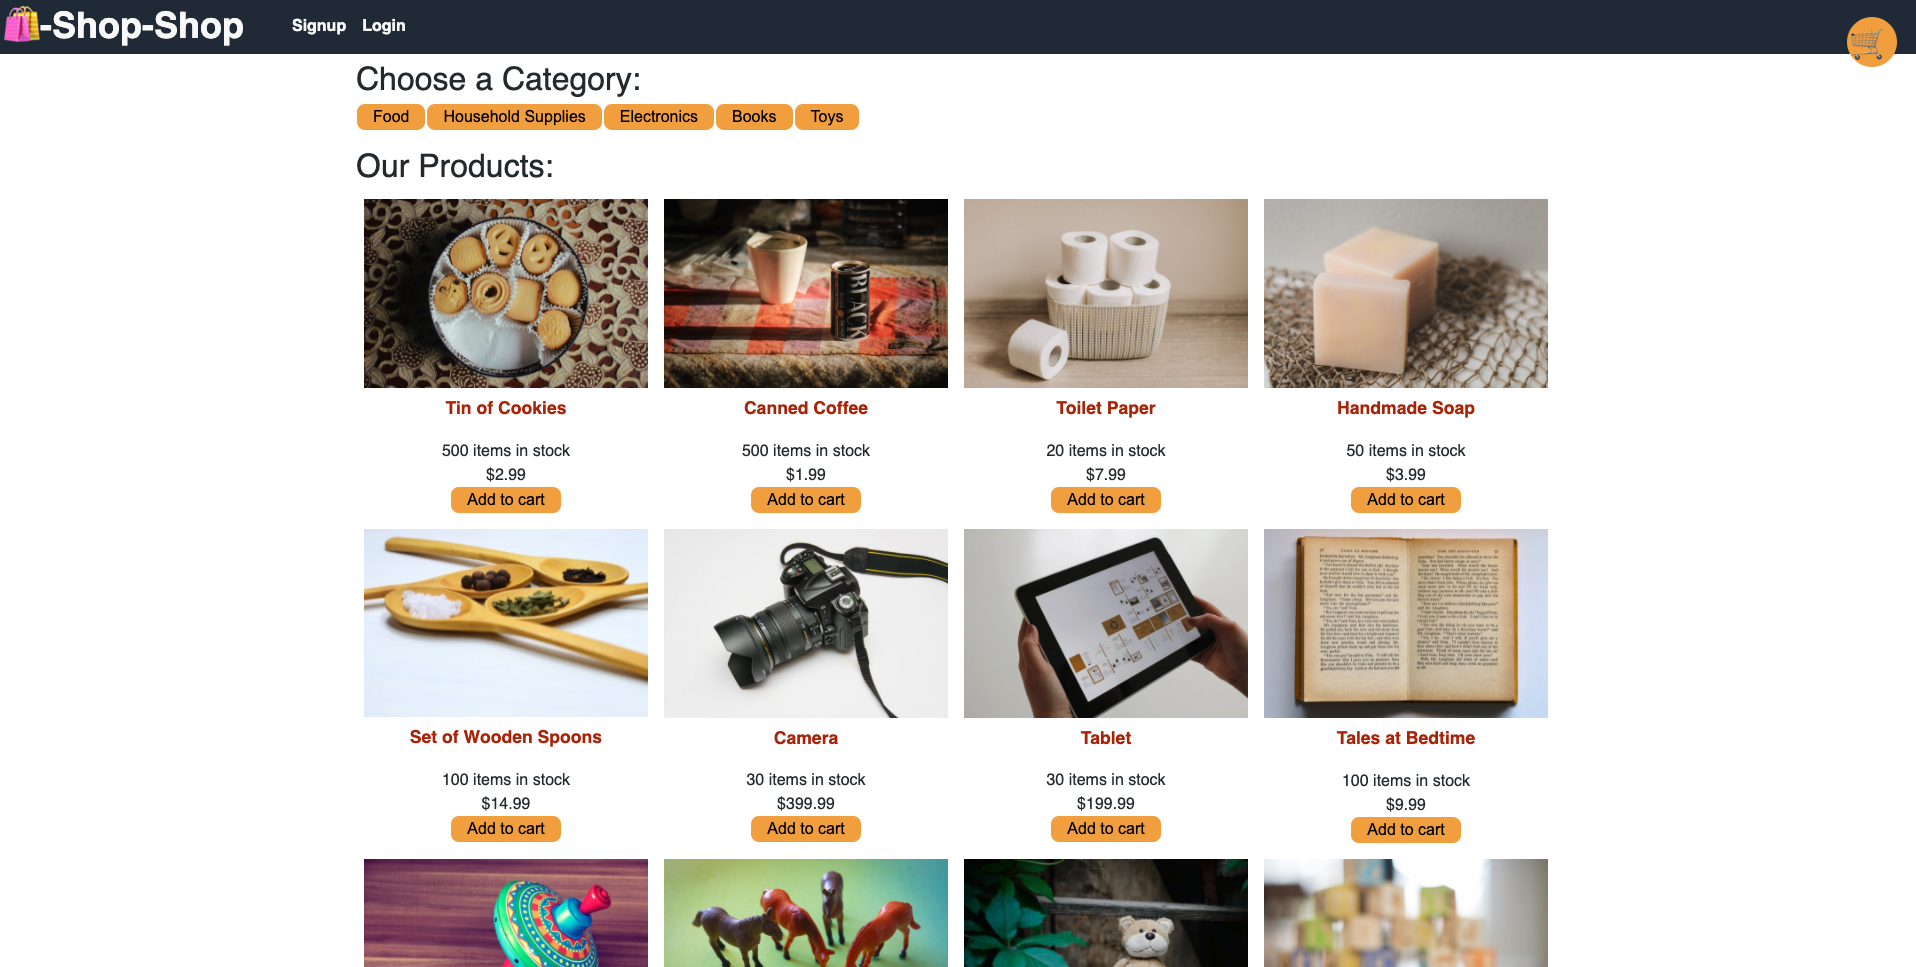 -Shop-Shop
Signup Login
Choose a Category:
Food Household Supplies Electronics Books Toys
Our Products:
BLACK
Tin of Cookies Canned Coffee Toilet Paper Handmade Soap
500 items in stock 500 items in stock 20 items in stock 50 items in stock
$2.99 $1.99 $7.99 $3.99
Add to cart Add to cart Add to cart Add to cart
Set of Wooden Spoons Camera Tablet Tales at Bedtime
100 items in stock 30 items in stock 30 items in stock 100 items in stock
$14.99 $399.99 $199.99 $9.99
Add to cart Add to cart Add to cart Add to cart